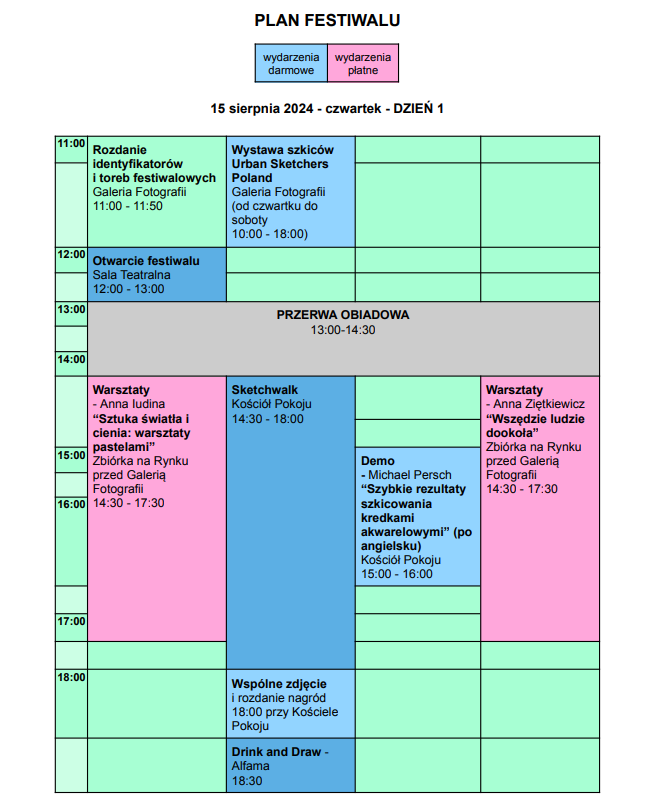 PLAN FESTIWALU
wydarzenia
darmowe
wydarzenia
płatne
15 sierpnia 2024 - czwartek - DZIEŃ 1
11:00
Rozdanie
identyfikatorów
i toreb festiwalowych
Galeria Fotografii
11:00 - 11:50
Wystawa szkiców
Urban Sketchers
Poland
Galeria Fotografii
(od czwartku do
soboty
10:00 - 18:00)
12:00
Otwarcie festiwalu
Sala Teatralna
12:00 - 13:00
13:00
PRZERWA OBIADOWA
13:00-14:30
14:00
Warsztaty
- Anna Iudina
“Sztuka światła i
cienia: warsztaty
pastelami”
Zbiórka na Rynku
przed Galerią
Fotografii
14:30 - 17:30
Sketchwalk
Kościół Pokoju
14:30 - 18:00
Warsztaty
- Anna Ziętkiewicz
“Wszędzie ludzie
dookoła”
Zbiórka na Rynku
przed Galerią
Fotografii
14:30 - 17:30
15:00
Demo
- Michael Persch
“Szybkie rezultaty
szkicowania
kredkami
akwarelowymi” (po
angielsku)
Kościół Pokoju
15:00 - 16:00
16:00
17:00
18:00
Wspólne zdjęcie
i rozdanie nagród
18:00 przy Kościele
Pokoju
Drink and Draw -
Alfama
18:30